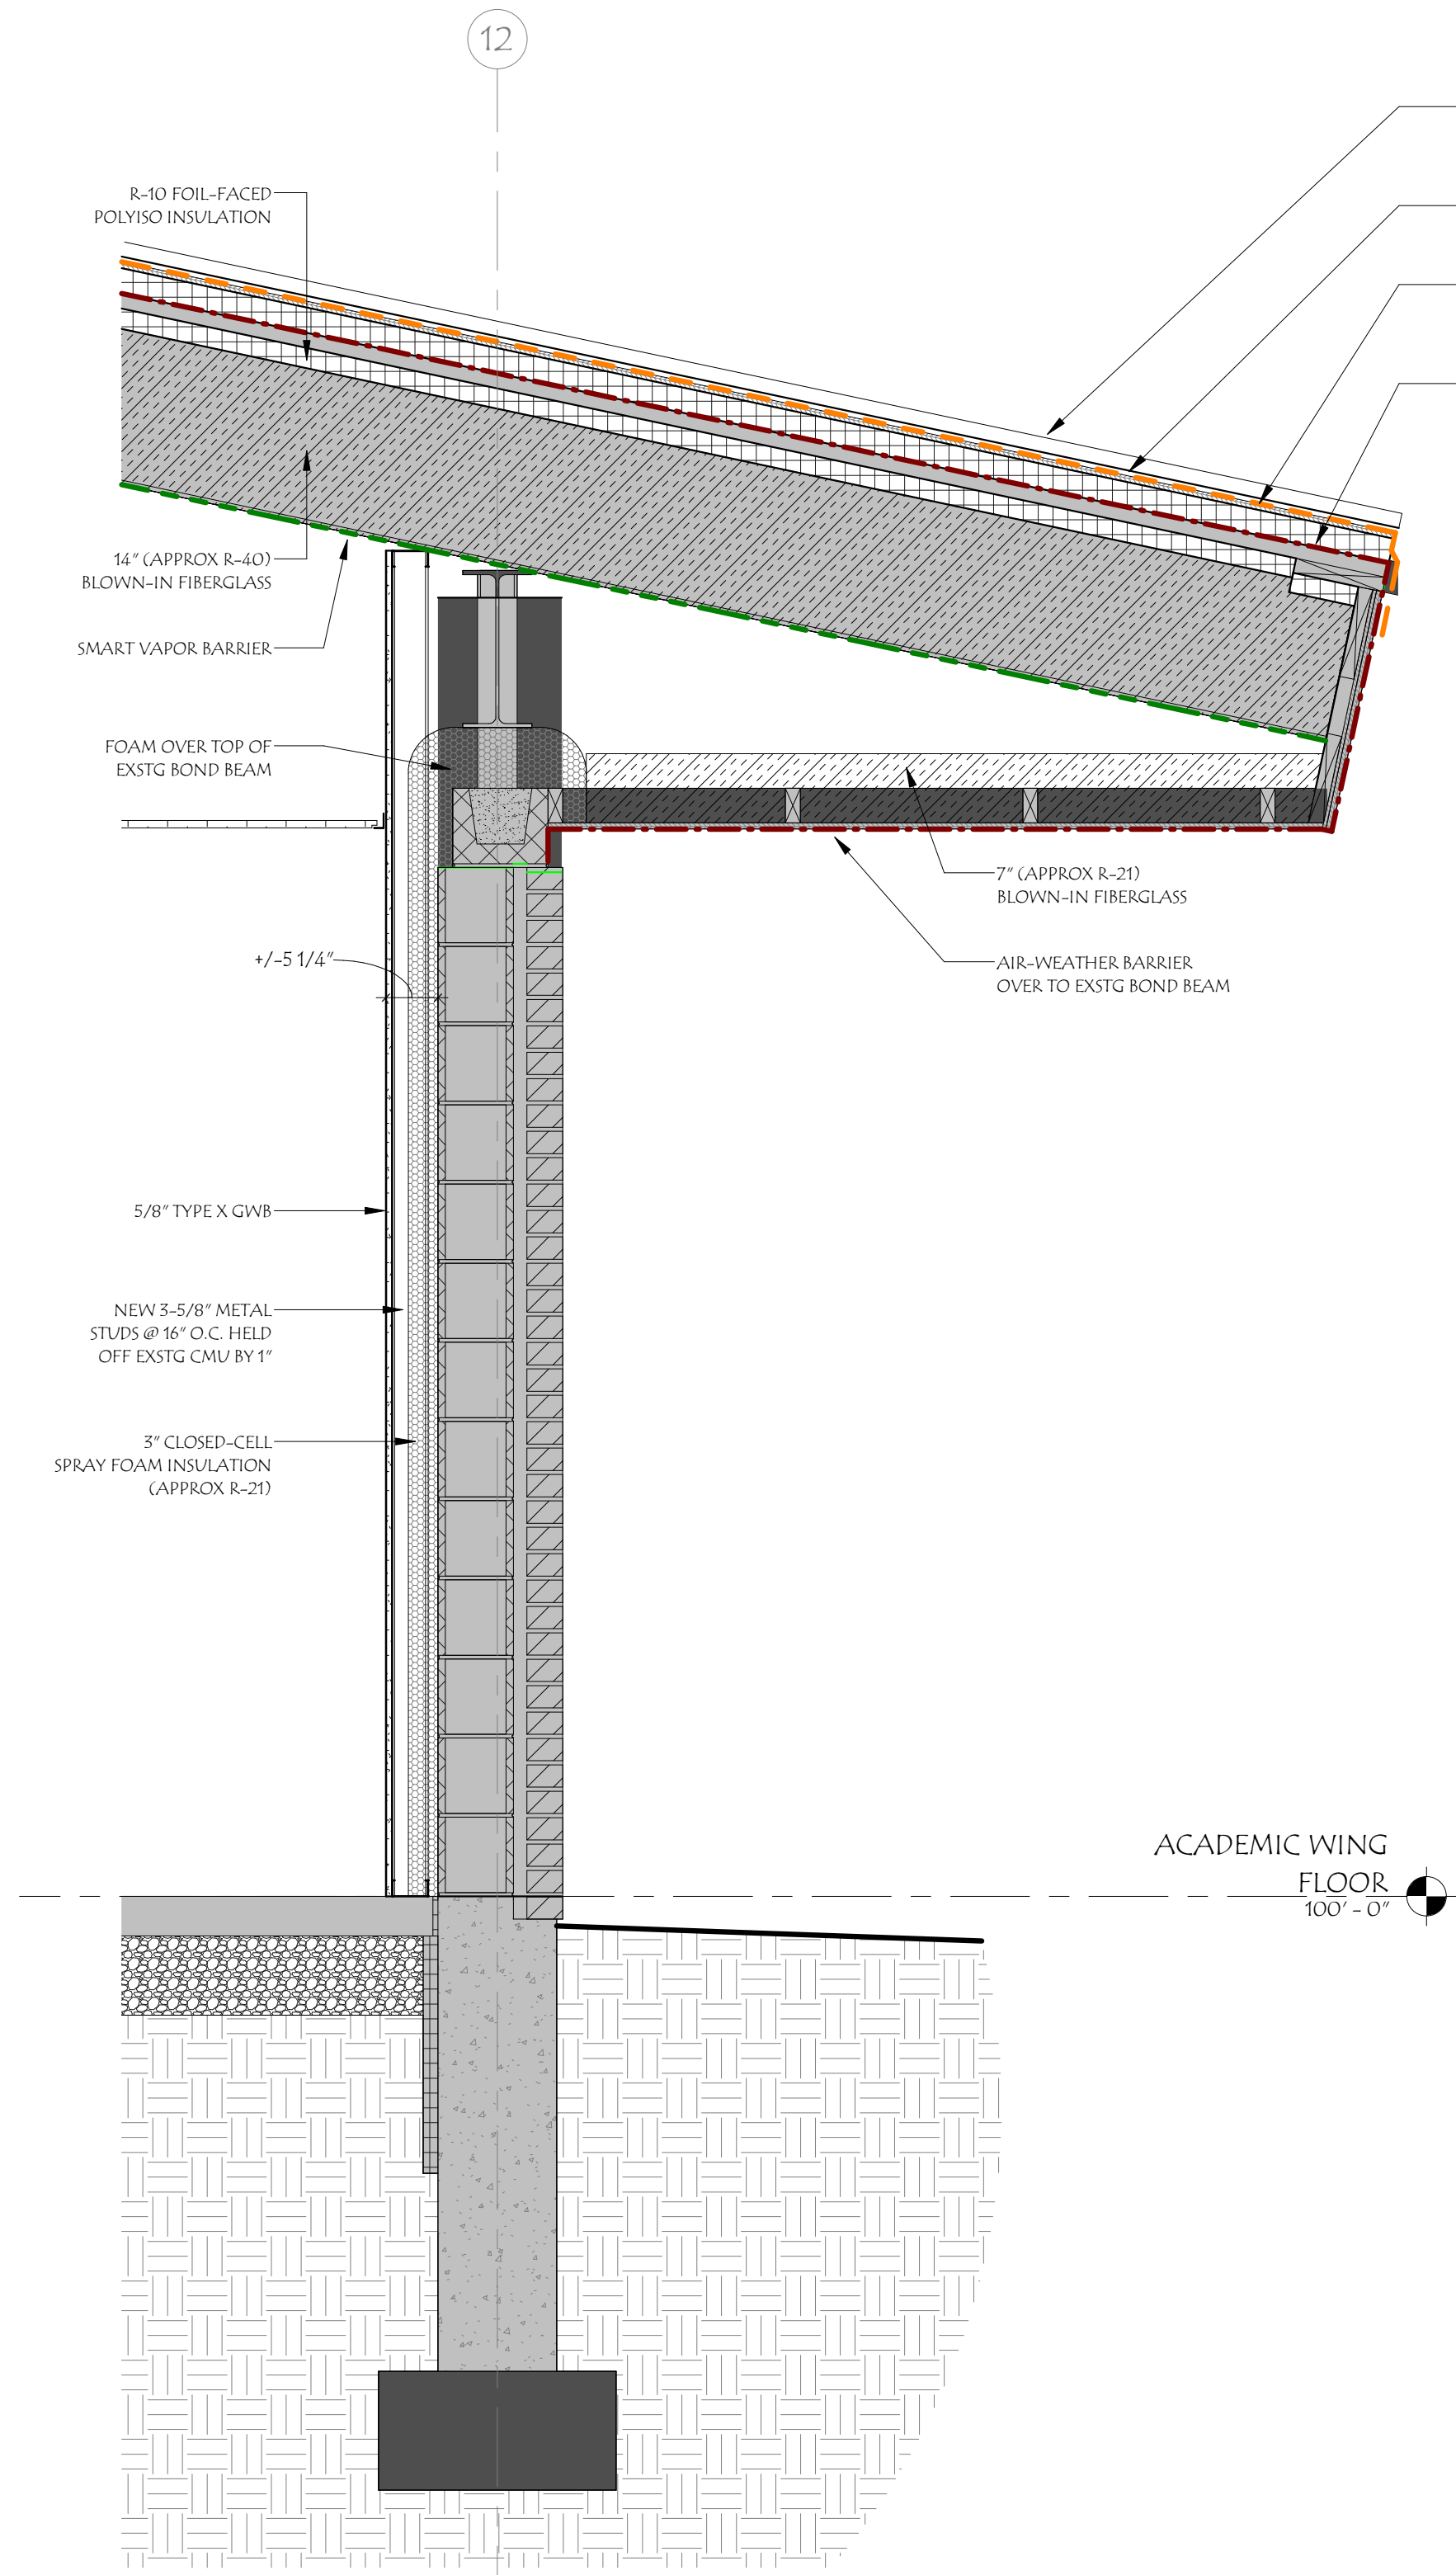 12
R-10 FOIL-FACED
POLYISO INSULATION
14" (APPROX R-40)
BLOWN-IN FIBERGLASS
SMART VAPOR BARRIER
FOAM OVER TOP OF
EXSTG BOND BEAM
7" (APPROX R-21)
BLOWN-IN FIBERGLASS
+/-5 1/4"
AIR-WEATHER BARRIER
OVER TO EXSTG BOND BEAM
5/8" TYPE X GWB
NEW 3-5/8" METAL
STUDS @ 16" O.C. HELD
OFF EXSTG CMU BY 1"
3" CLOSED-CELL
SPRAY FOAM INSULATION
(APPROX R-21)
ACADEMIC WING
FLOOR
100' - 0"